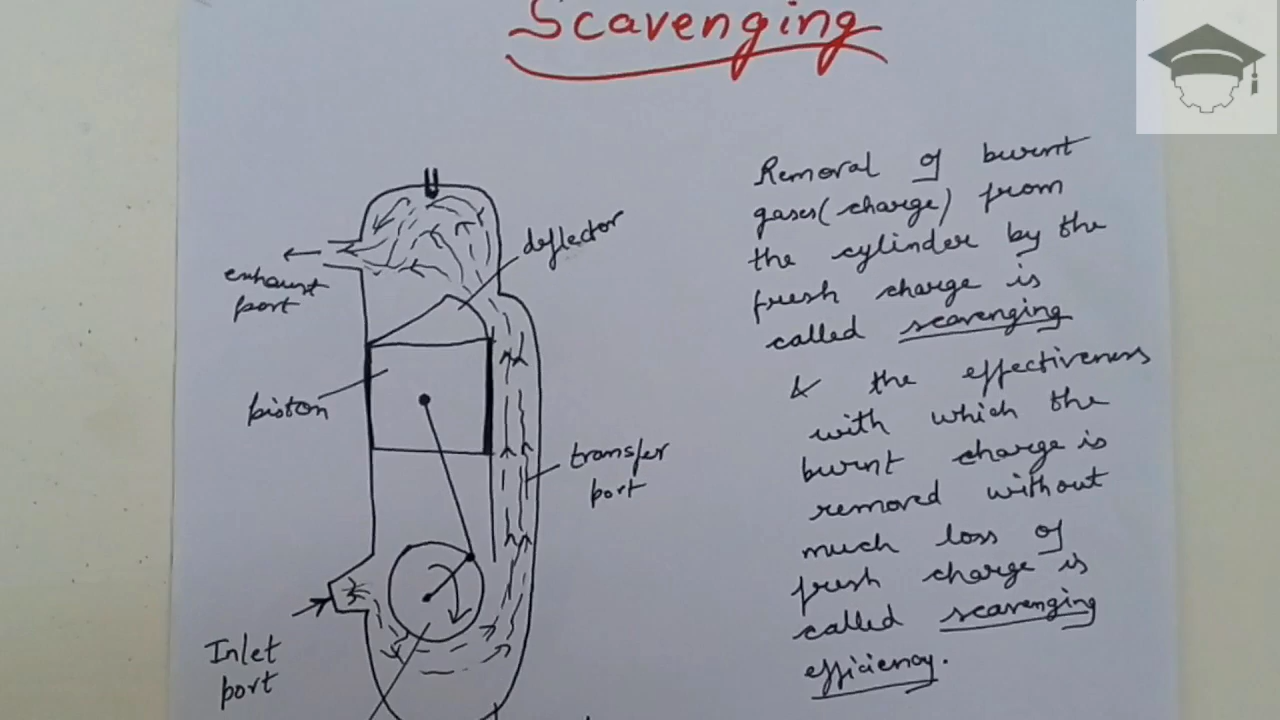 Scavenging
Removal of burnt
gases (charge) from
the cylinder by the
fresh charge is
called scavenging
& the effectiveness
with which the
burnt charge is
removed without
much loss of
fresh charge is
called scavenging
efficiency.
deflector
exhaust
port
piston
transfer
port
Inlet
port